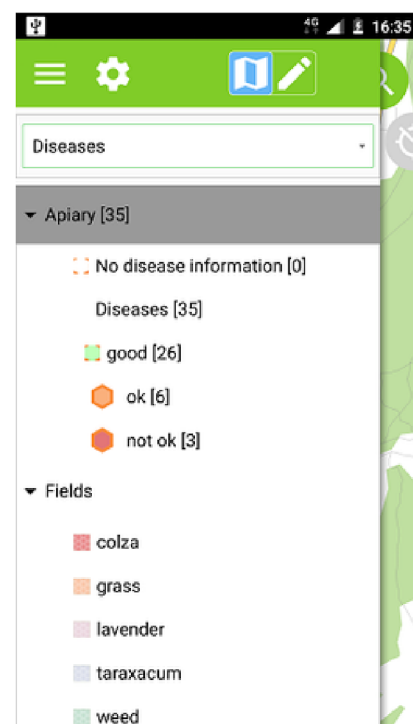 4G 16:35
Diseases
Apiary [35]
No disease information [0]
Diseases [35]
good [26]
ok [6]
not ok [3]
Fields
colza
grass
lavender
taraxacum
weed